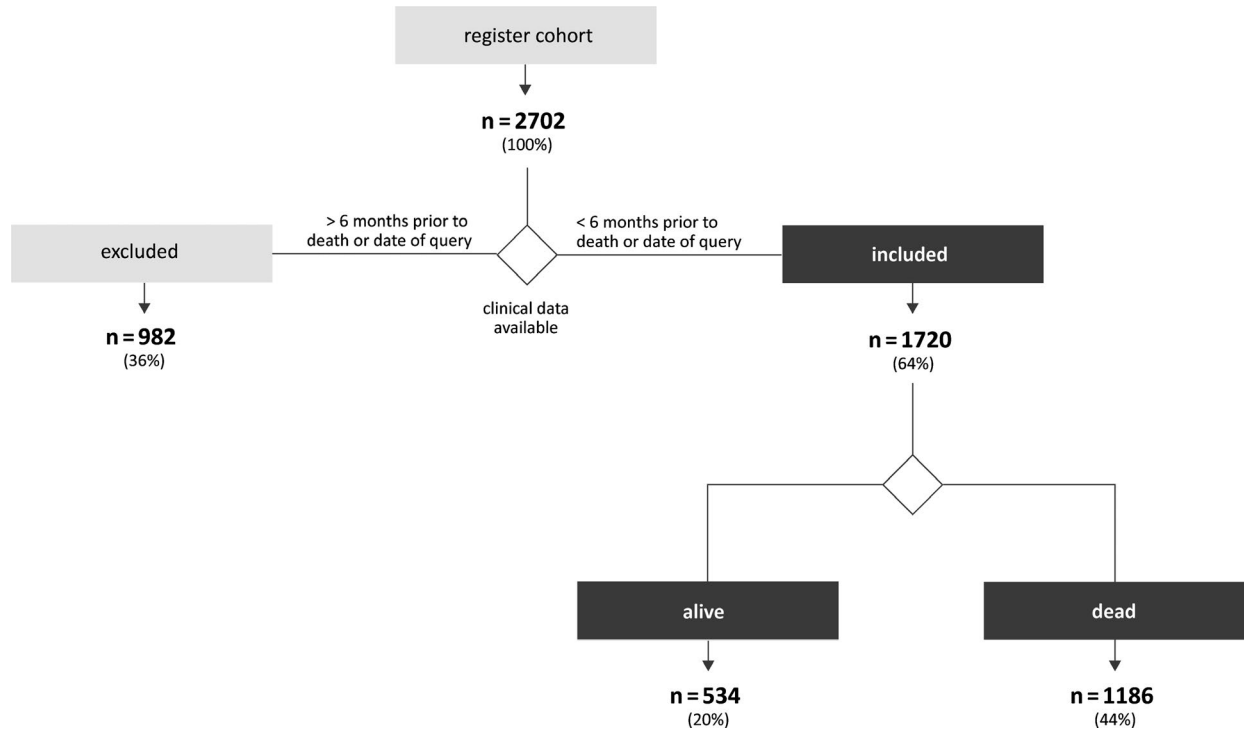 register cohort
n = 2702
(100%)
> 6 months prior to
death or date of query
< 6 months prior to
death or date of query
excluded
included
clinical data
available
n = 982
(36%)
n = 1720
(64%)
alive
dead
n = 534
(20%)
n = 1186
(44%)